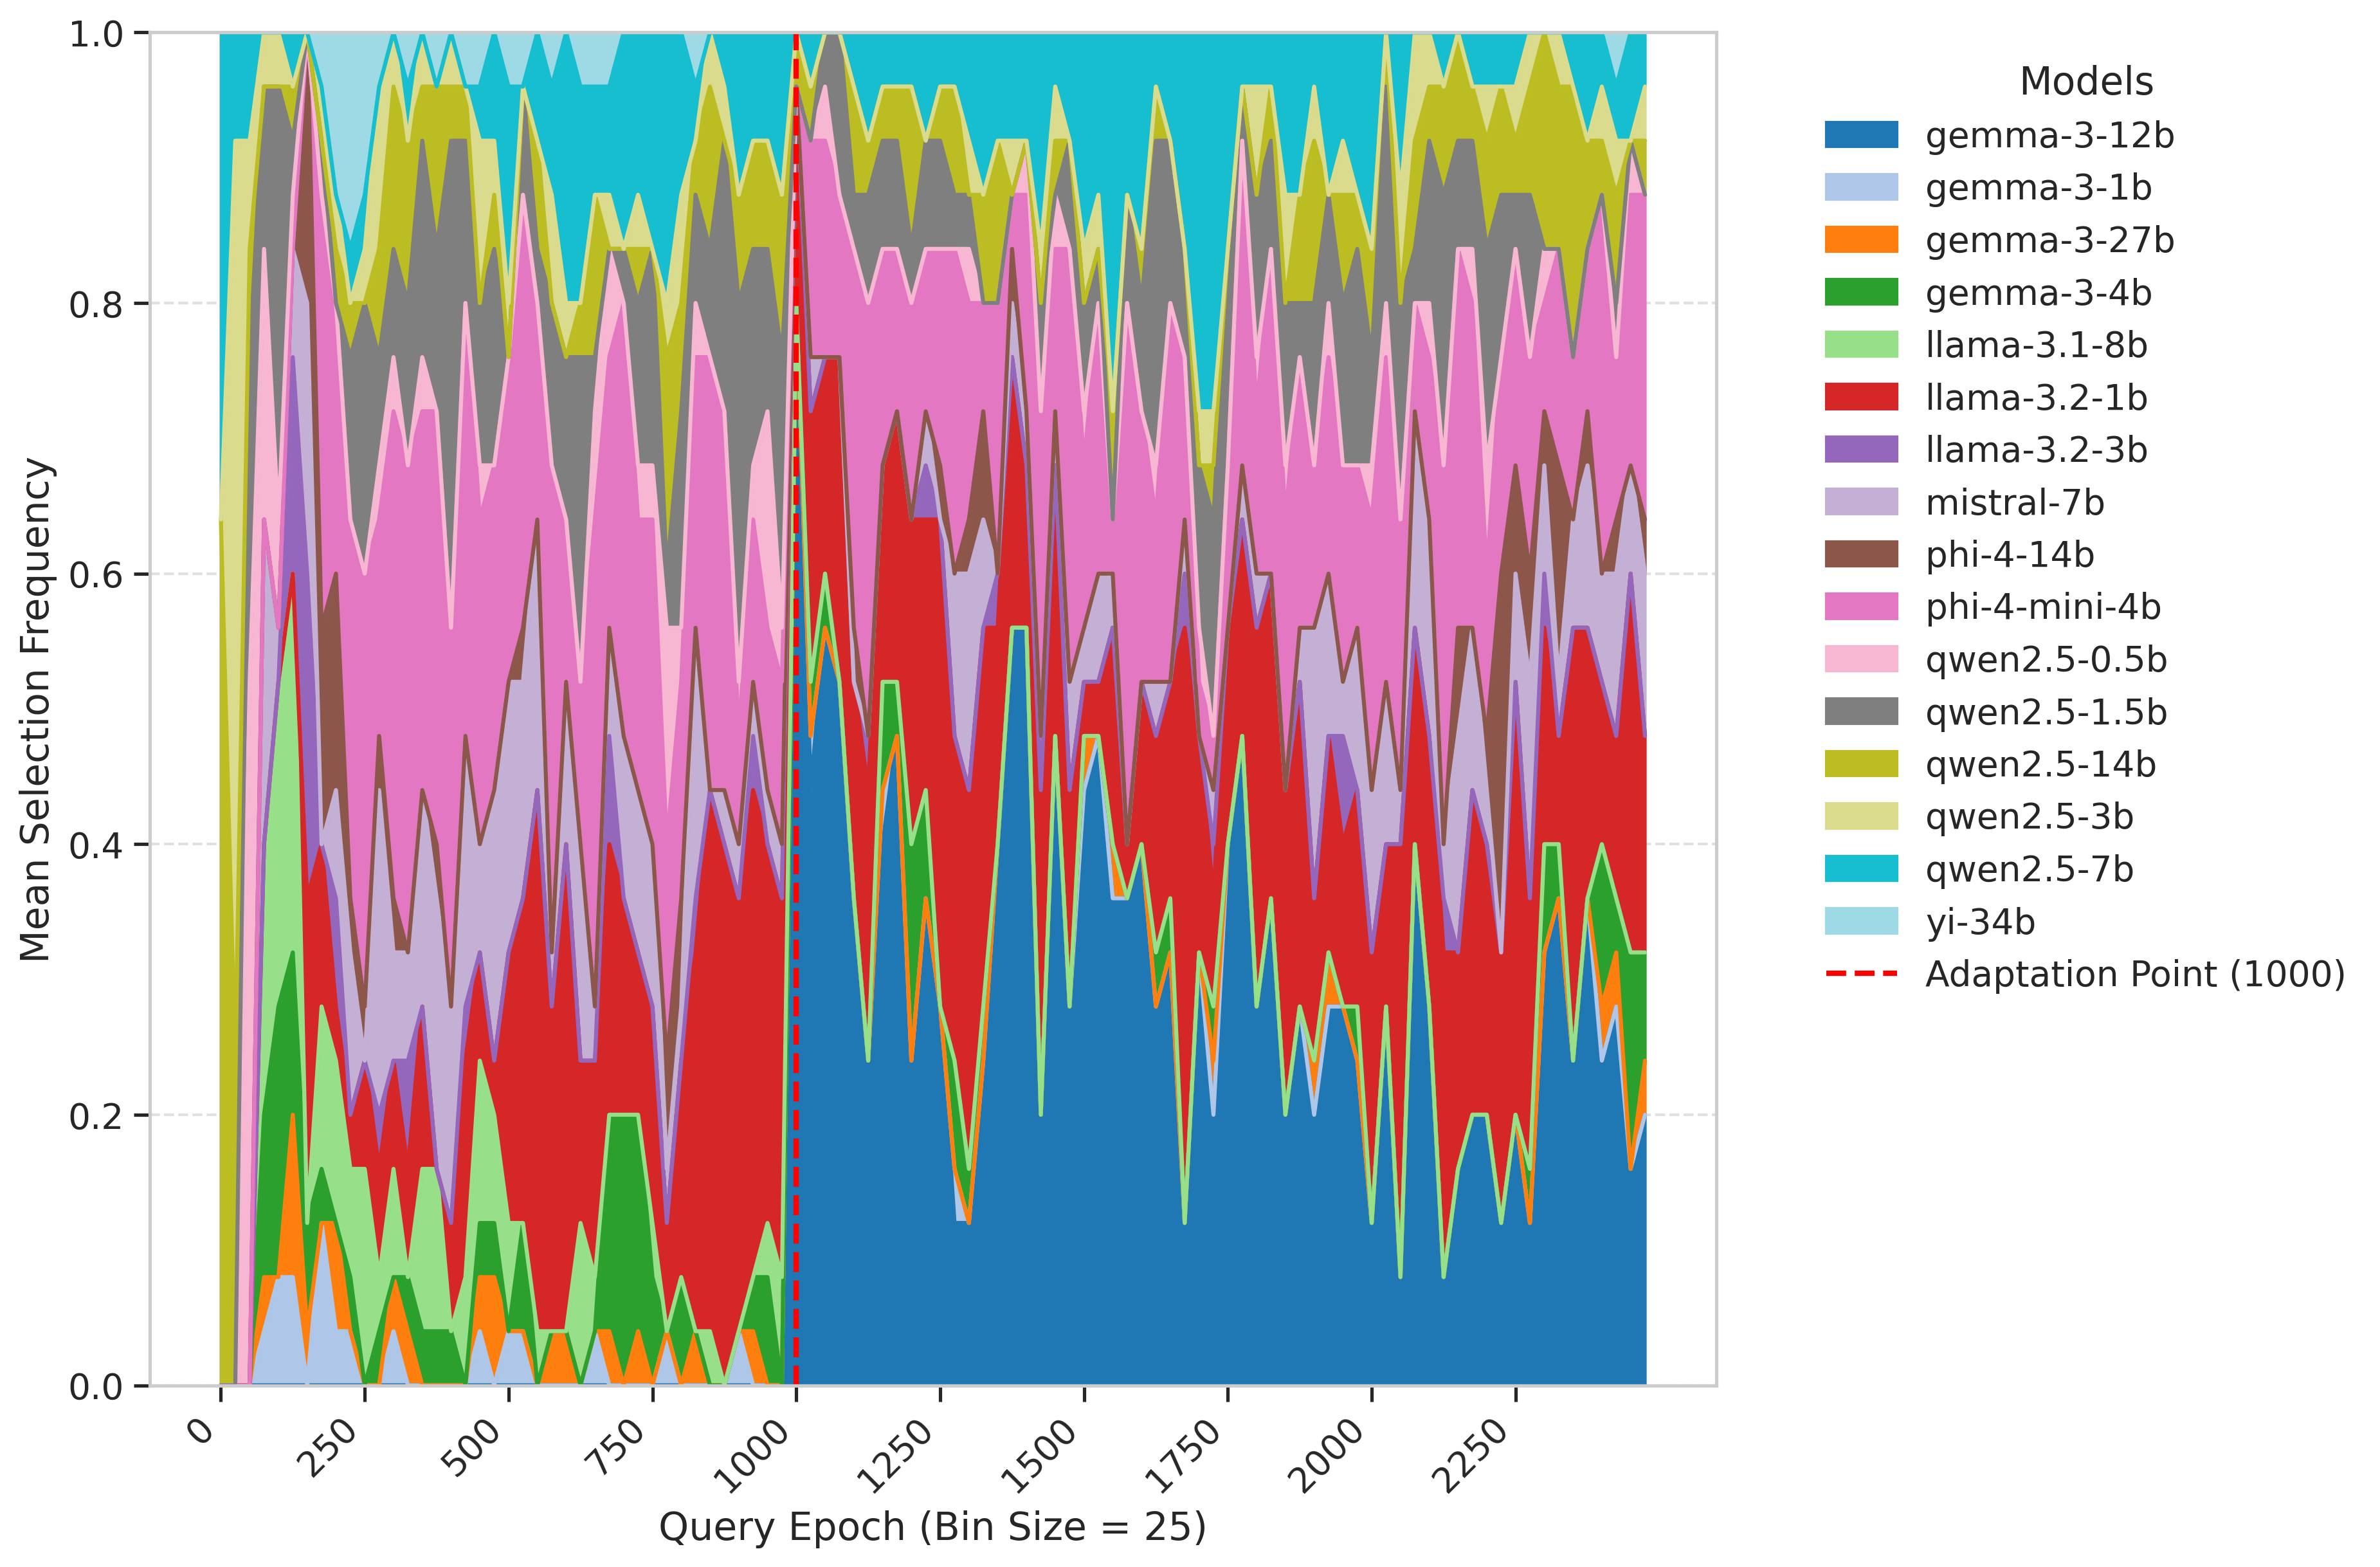 1.0
0.8
0.6
0.4
0.2
0.0
Mean Selection Frequency
0
250
500
750
1000
1250
1500
1750
2000
2250
Query Epoch (Bin Size = 25)
Models
gemma-3-12b
gemma-3-1b
gemma-3-27b
gemma-3-4b
llama-3.1-8b
llama-3.2-1b
llama-3.2-3b
mistral-7b
phi-4-14b
phi-4-mini-4b
qwen2.5-0.5b
qwen2.5-1.5b
qwen2.5-14b
qwen2.5-3b
qwen2.5-7b
yi-34b
Adaptation Point (1000)